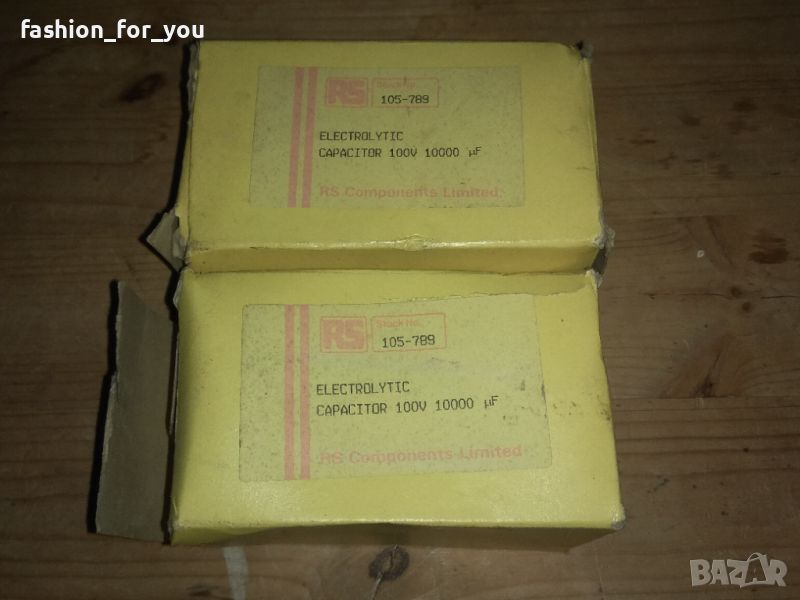 fashion_for_you
RS Stock No.
105-789
ELECTROLYTIC
CAPACITOR 100V 10000 µF
RS Components Limited.
RS Stock No.
105-789
ELECTROLYTIC
CAPACITOR 100V 10000 µF
RS Components Limited
BAZAR